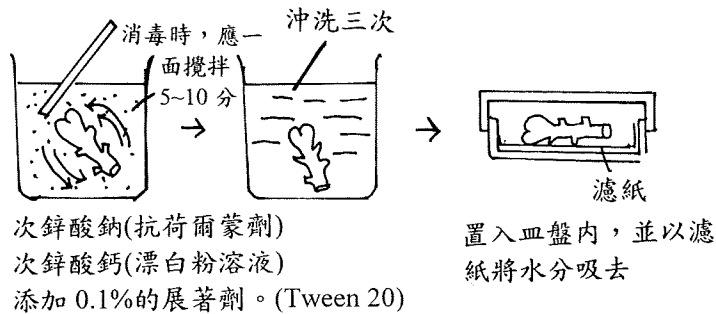 消毒時，應一
面攪拌
5~10 分
沖洗三次
濾紙
次鋅酸鈉(抗荷爾蒙劑)
次鋅酸鈣(漂白粉溶液)
添加 0.1%的展著劑。(Tween 20)
置入皿盤內，並以濾
紙將水分吸去